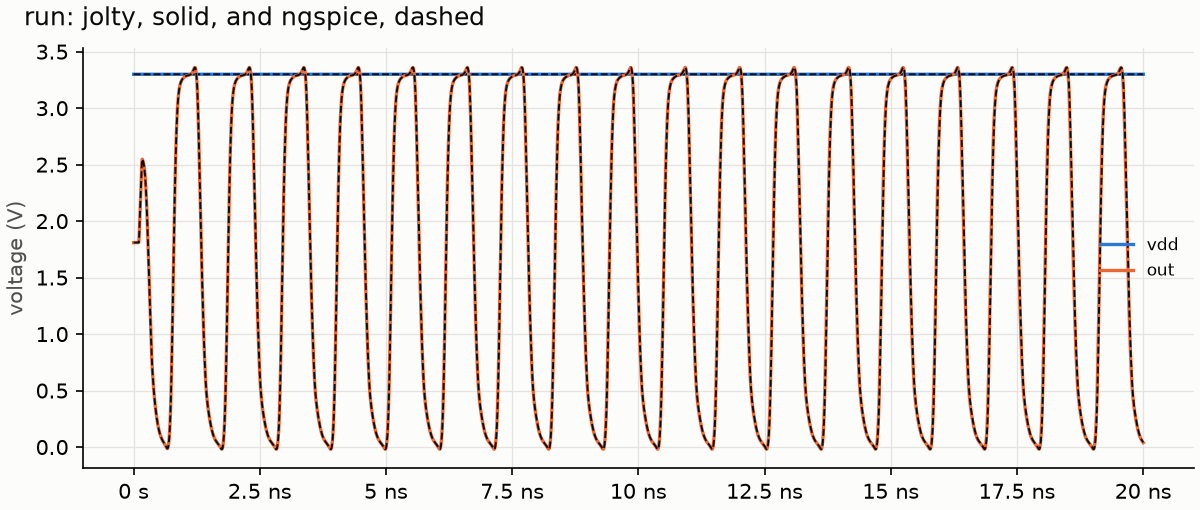 run: jolty, solid, and ngspice, dashed
voltage (V)
3.5
3.0
2.5
2.0
1.5
1.0
0.5
0.0
vdd
out
0 s 2.5 ns 5 ns 7.5 ns 10 ns 12.5 ns 15 ns 17.5 ns 20 ns